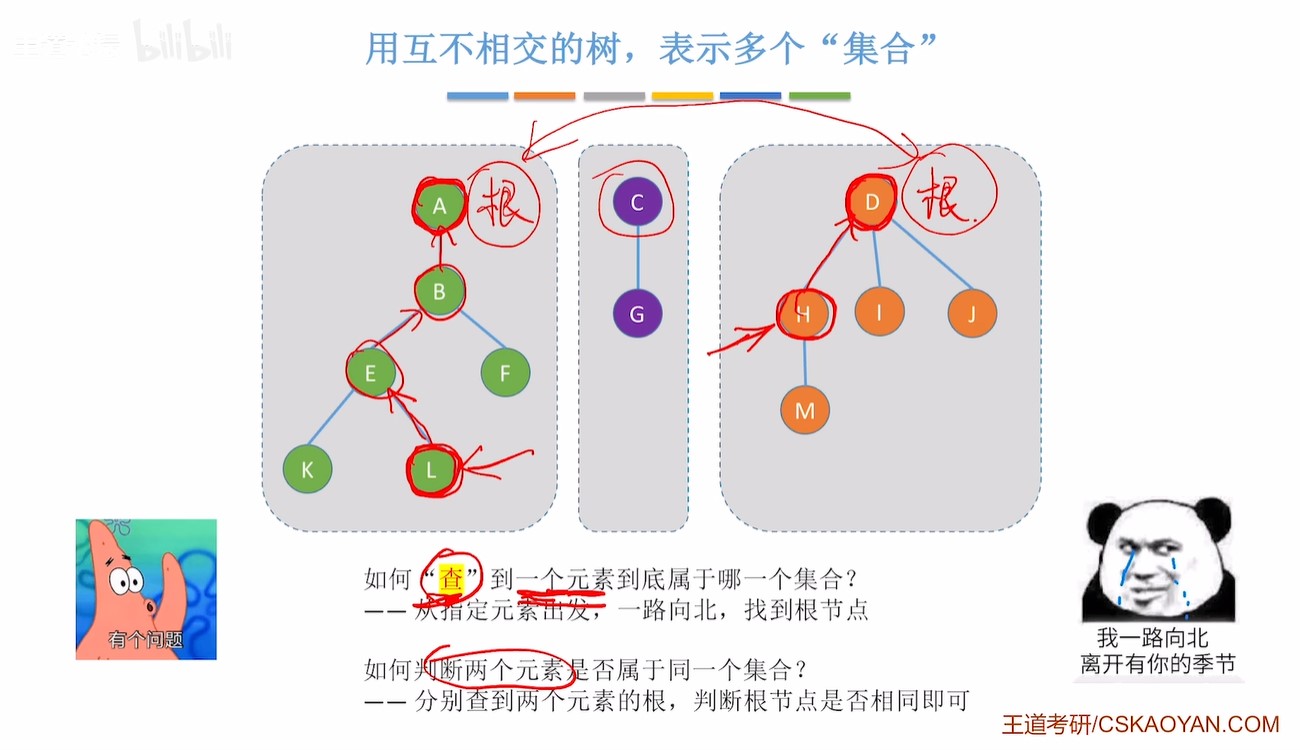 bilibili
用互不相交的树，表示多个“集合”
A 根
C
D 根
B
G
H I J
E F
M
K L
如何“查”到一个元素到底属于哪一个集合？
—— 从指定元素出发，一路向北，找到根节点
如何判断两个元素是否属于同一个集合？
—— 分别查到两个元素的根，判断根节点是否相同即可
有个问题
我一路向北
离开有你的季节
王道考研/CSKAOYAN.COM